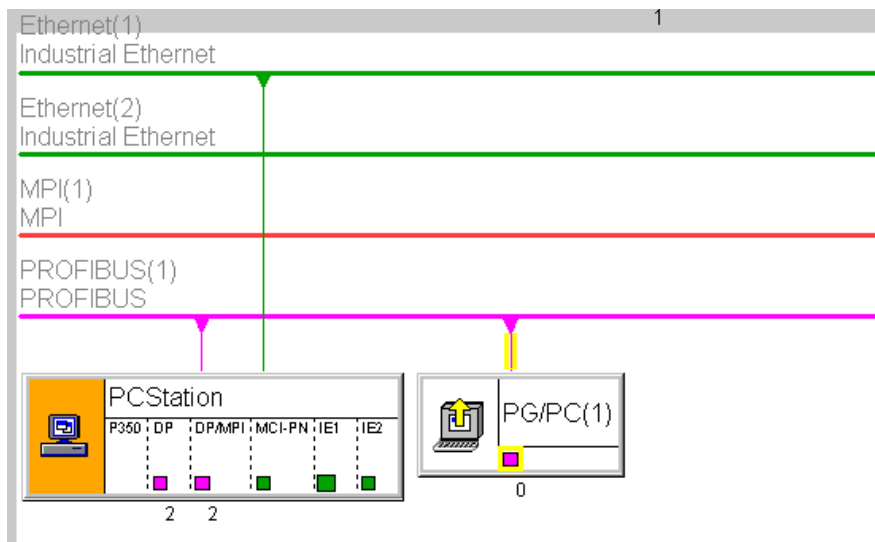 1
Ethernet(1)
Industrial Ethernet
Ethernet(2)
Industrial Ethernet
MPI(1)
MPI
PROFIBUS(1)
PROFIBUS
PCStation
P350 DP DP/MPI MCI-PN IE1 IE2
2 2
PG/PC(1)
0